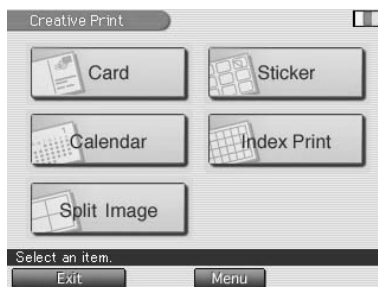 Creative Print
Card
Sticker
Calendar
Index Print
Split Image
Select an item.
Exit
Menu